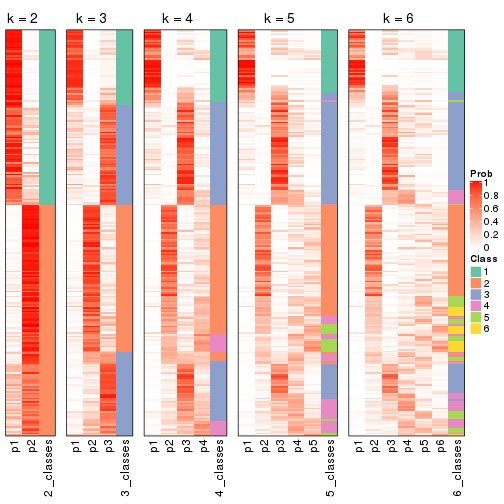 k = 2
k = 3
k = 4
k = 5
k = 6
p1
p2
2_classes
p1
p2
p3
3_classes
p1
p2
p3
p4
4_classes
p1
p2
p3
p4
p5
5_classes
p1
p2
p3
p4
p5
p6
6_classes
Prob
1
0.8
0.6
0.4
0.2
0
Class
1
2
3
4
5
6